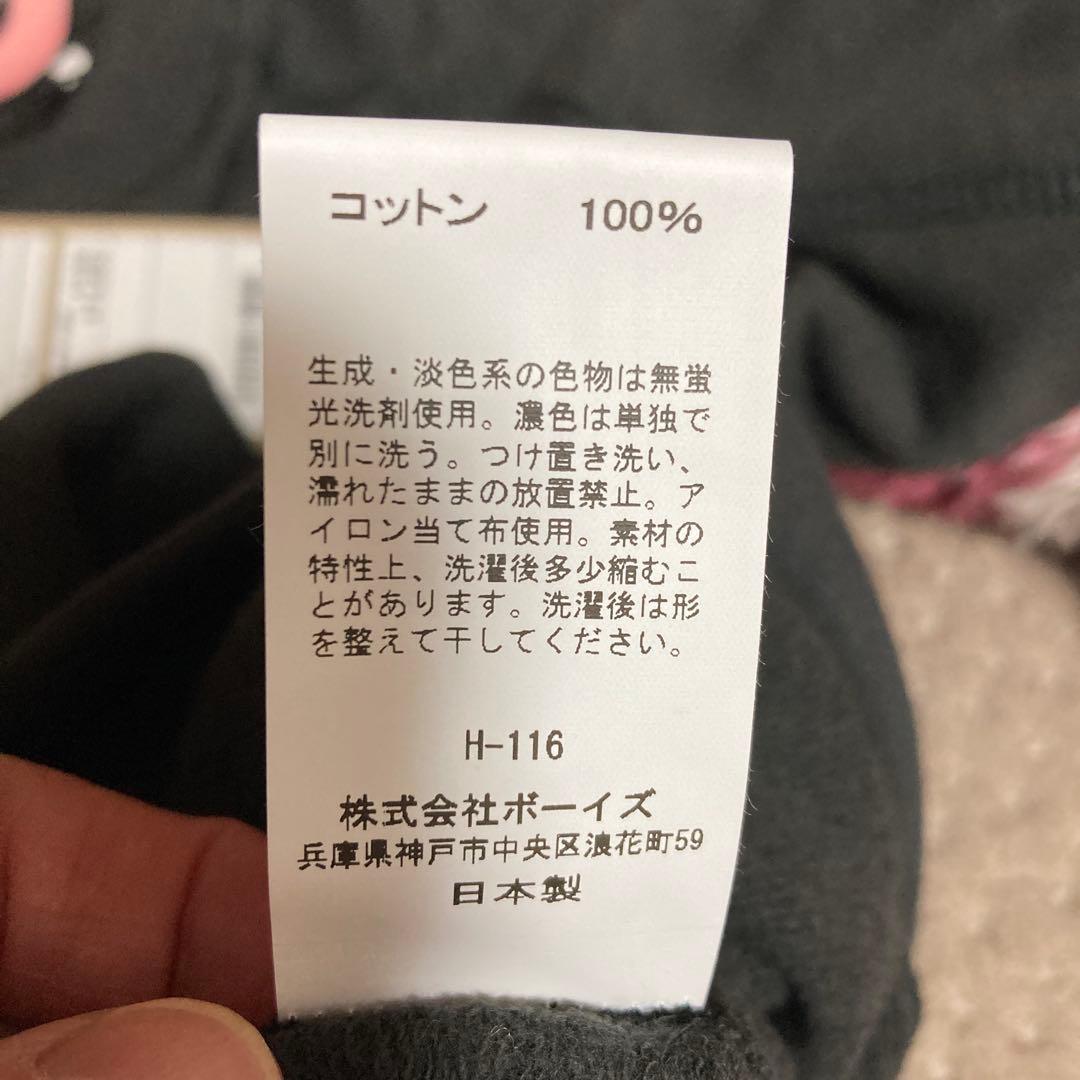 コットン 100%
生成・淡色系の色物は無蛍
光洗剤使用。濃色は単独で
別に洗う。つけ置き洗い、
濡れたままの放置禁止。ア
イロン当て布使用。素材の
特性上、洗濯後多少縮むこ
とがあります。洗濯後は形
を整えて干してください。
H-116
株式会社ボーイズ
兵庫県神戸市中央区浪花町59
日本製